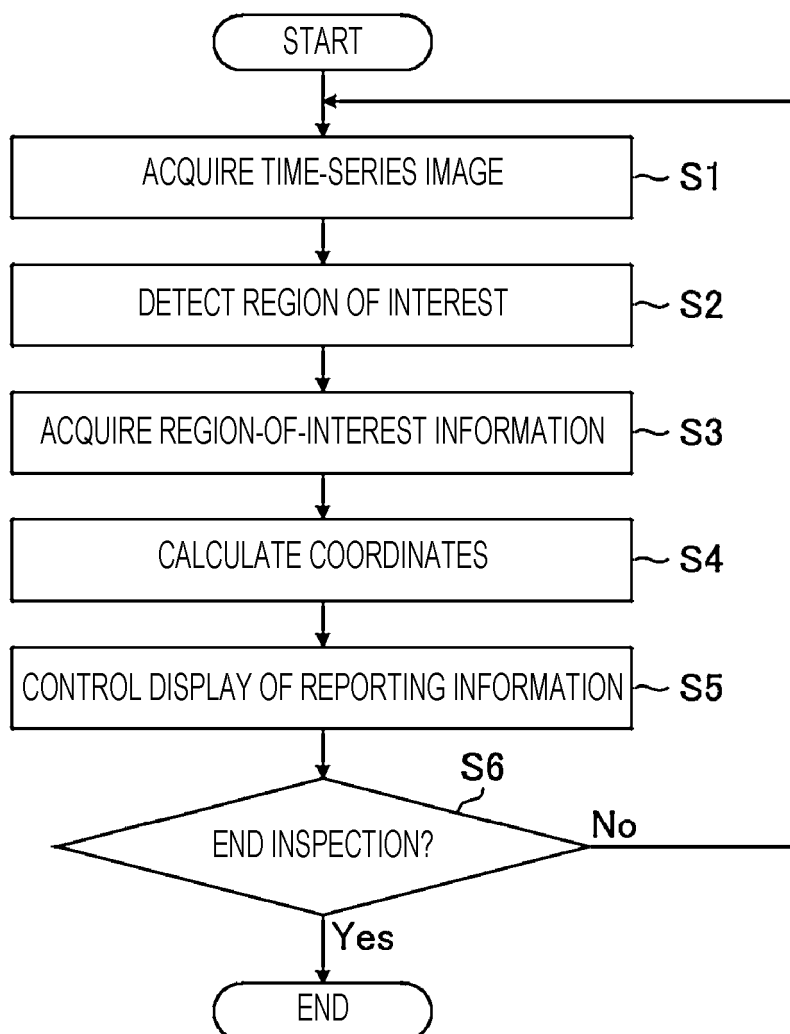 START
ACQUIRE TIME-SERIES IMAGE
S1
DETECT REGION OF INTEREST
S2
ACQUIRE REGION-OF-INTEREST INFORMATION
S3
CALCULATE COORDINATES
S4
CONTROL DISPLAY OF REPORTING INFORMATION
S5
S6
END INSPECTION?
No
Yes
END